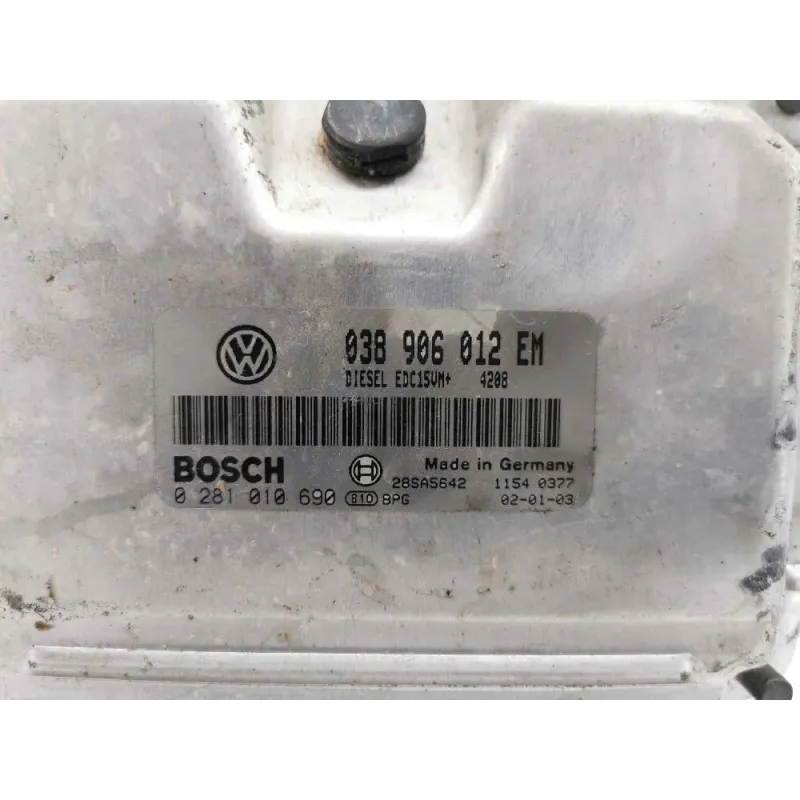 038 906 012 EM
DIESEL EDC15VM+ 4208
BOSCH Made in Germany
28SA5642 1154 0377
0 281 010 690 810 BPG 02-01-03